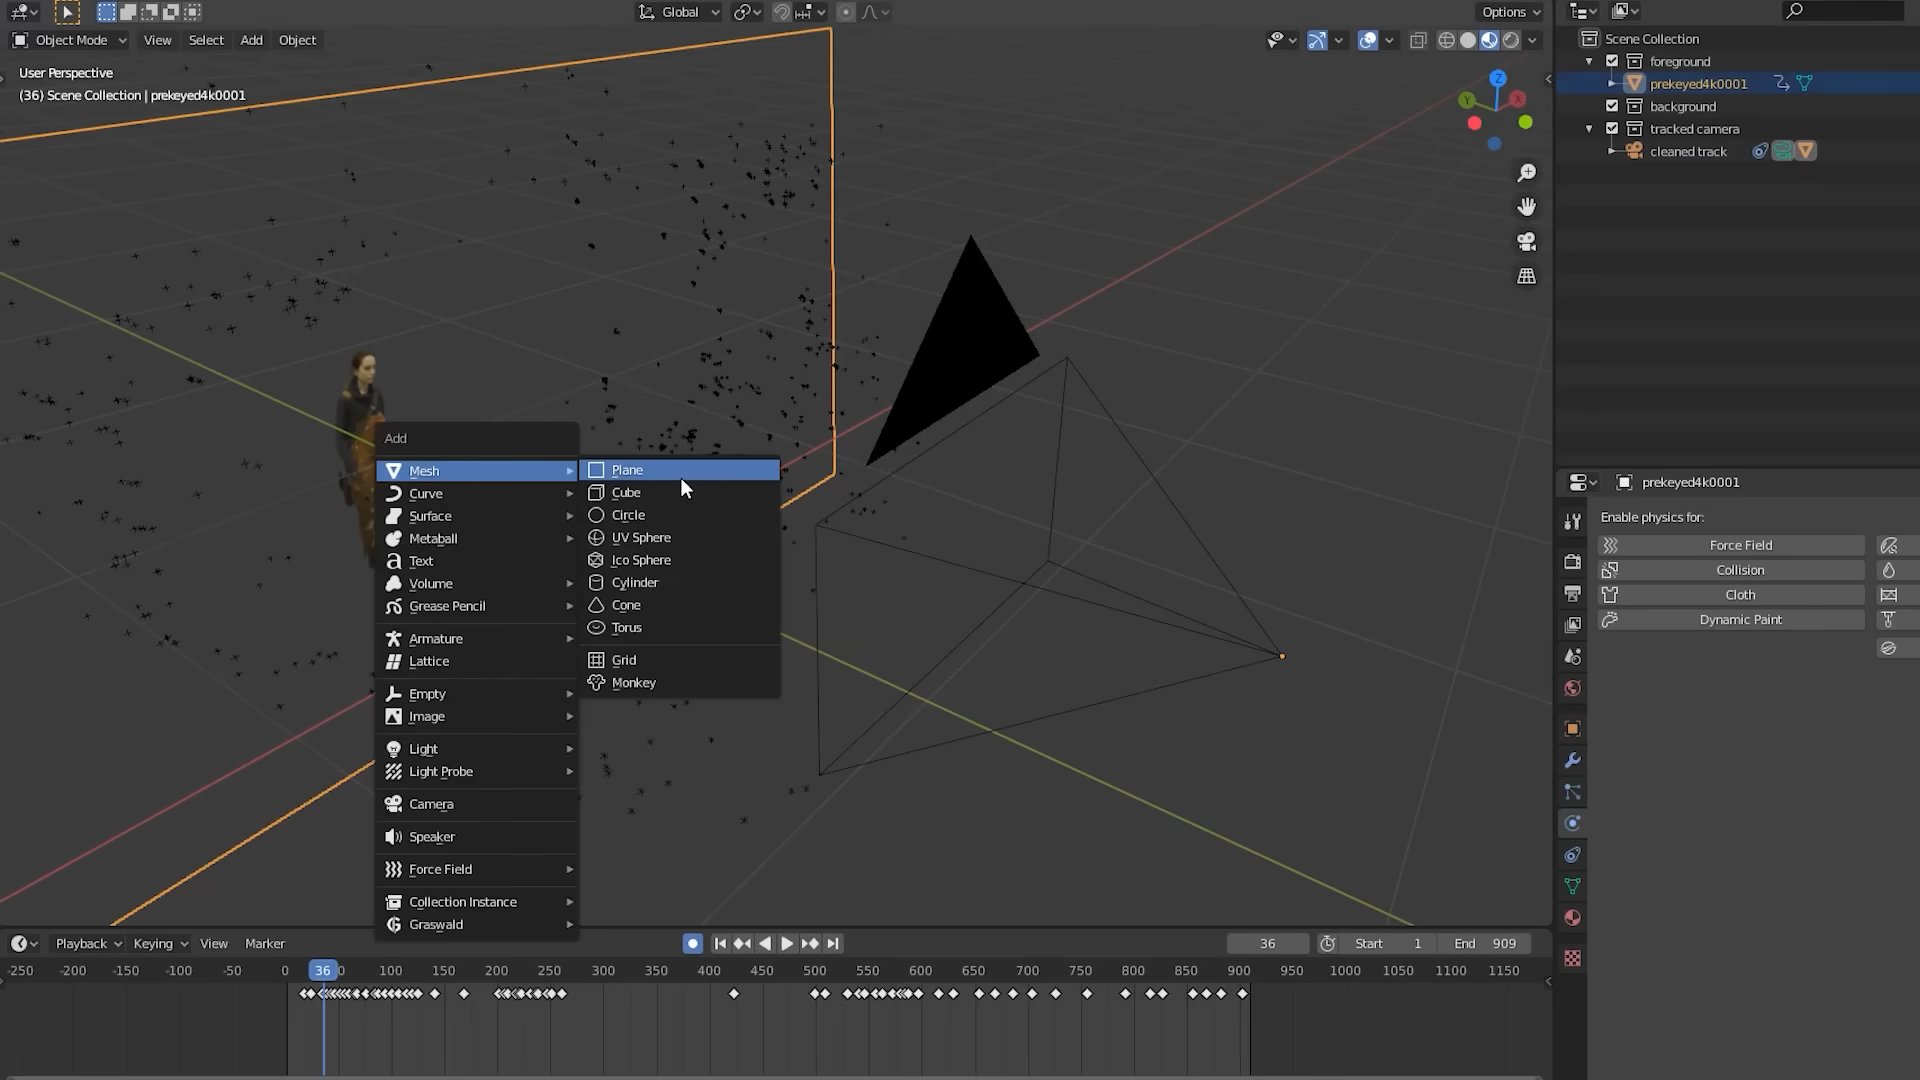 Global
Options
Object Mode
View
Select
Add
Object
User Perspective
(36) Scene Collection | prekeyed4k0001
Z
Y
X
Scene Collection
foreground
prekeyed4k0001
background
tracked camera
cleaned track
Add
Mesh
Curve
Surface
Metaball
Text
Volume
Grease Pencil
Armature
Lattice
Empty
Image
Light
Light Probe
Camera
Speaker
Force Field
Collection Instance
Graswald
Plane
Cube
Circle
UV Sphere
Ico Sphere
Cylinder
Cone
Torus
Grid
Monkey
prekeyed4k0001
Enable physics for:
Force Field
Collision
Cloth
Dynamic Paint
Playback
Keying
View
Marker
36
Start 1
End 909
-250 -200 -150 -100 -50 0 36 0 100 150 200 250 300 350 400 450 500 550 600 650 700 750 800 850 900 950 1000 1050 1100 1150